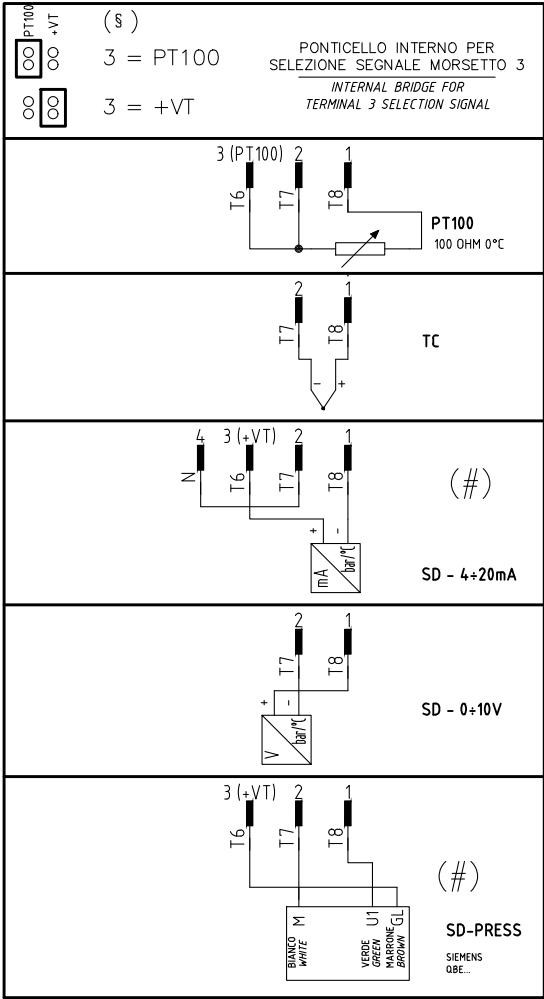 PT100
+VT
(§)
3 = PT100
3 = +VT
PONTICELLO INTERNO PER
SELEZIONE SEGNALE MORSETTO 3
INTERNAL BRIDGE FOR
TERMINAL 3 SELECTION SIGNAL
3 (PT100) 2 1
T6 T7 T8
PT100
100 OHM 0°C
2 1
T7 T8
- +
TC
4 3 (+VT) 2 1
N T6 T7 T8
(#)
+ -
mA bar/°C
SD - 4÷20mA
2 1
T7 T8
+ -
V bar/°C
SD - 0÷10V
3 (+VT) 2 1
T6 T7 T8
(#)
M U1 GL
BIANCO
WHITE
VERDE
GREEN
MARRONE
BROWN
SD-PRESS
SIEMENS
QBE...